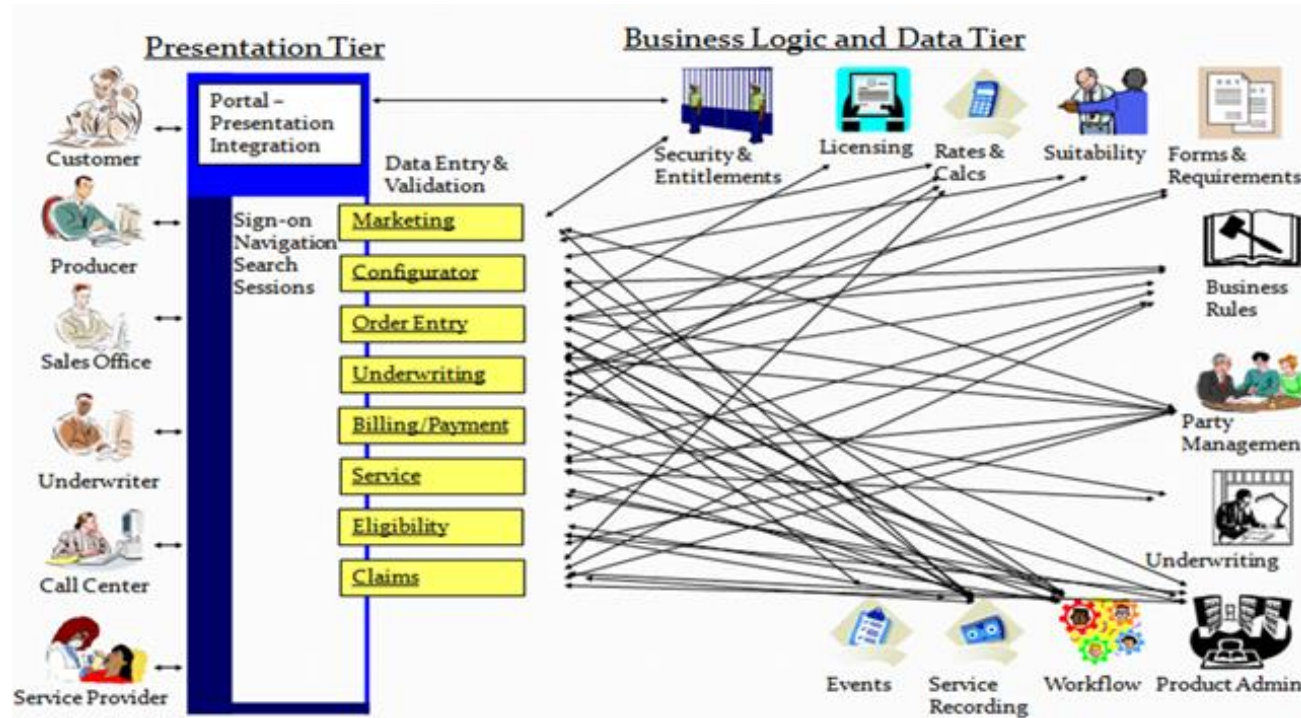 Presentation Tier
Business Logic and Data Tier
Portal –
Presentation
Integration
Data Entry &
Validation
Sign-on
Navigation
Search
Sessions
Marketing
Configurator
Order Entry
Underwriting
Billing/Payment
Service
Eligibility
Claims
Customer
Producer
Sales Office
Underwriter
Call Center
Service Provider
Security &
Entitlements
Licensing
Rates &
Calcs
Suitability
Forms &
Requirements
Business
Rules
Party
Management
Underwriting
Events
Service
Recording
Workflow
Product Admin